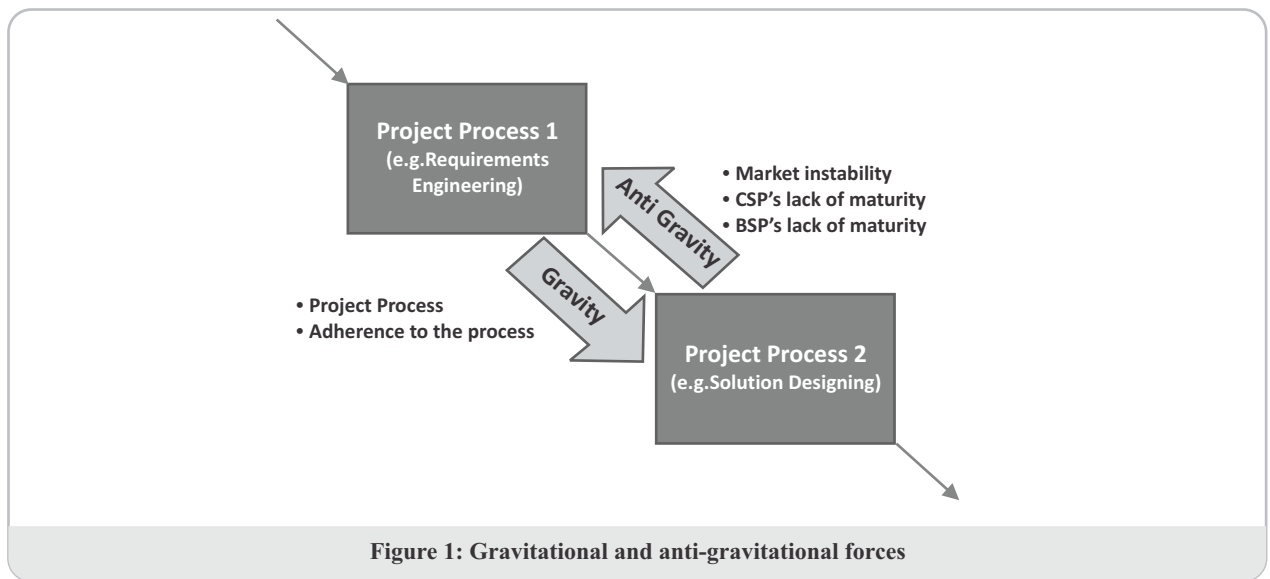 Project Process 1
(e.g.Requirements
Engineering)
Anti Gravity
• Market instability
• CSP's lack of maturity
• BSP's lack of maturity
Gravity
• Project Process
• Adherence to the process
Project Process 2
(e.g.Solution Designing)
Figure 1: Gravitational and anti-gravitational forces